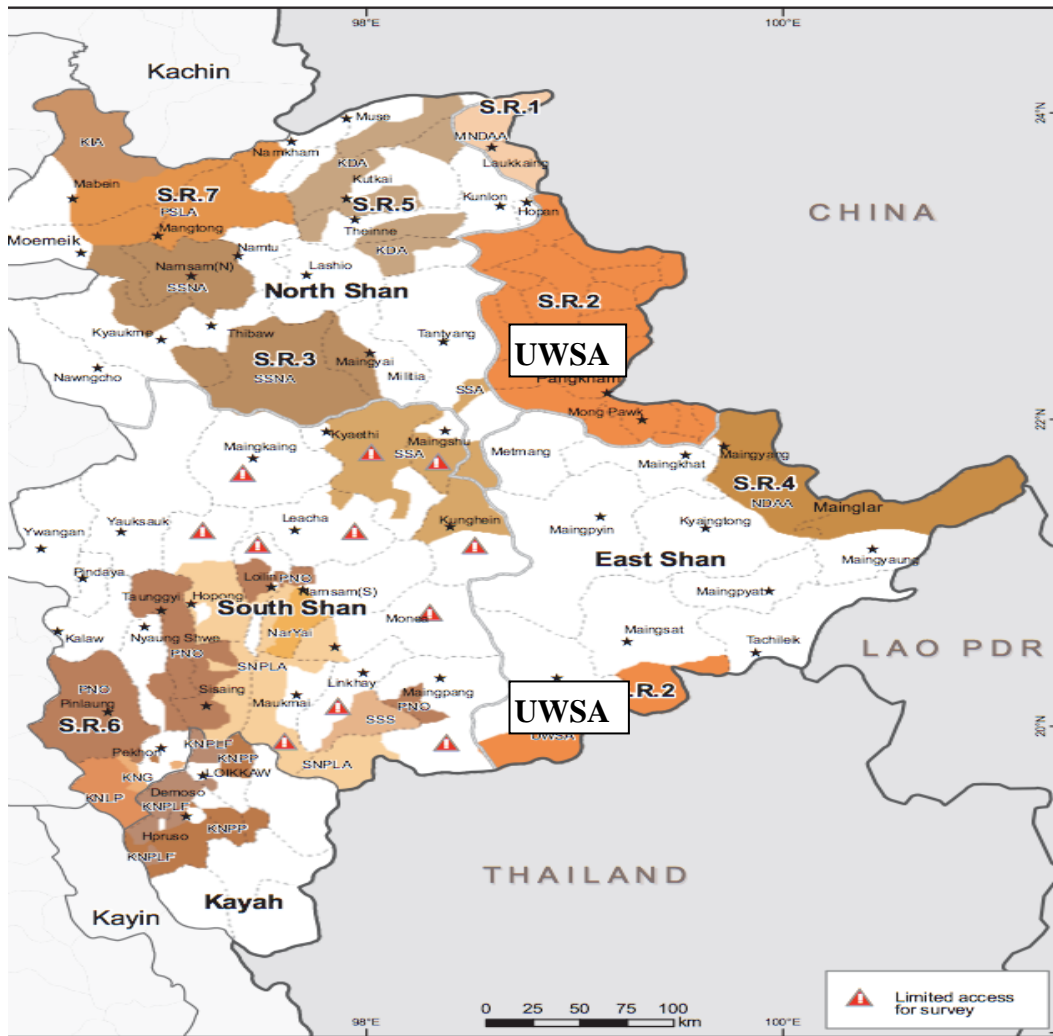 98°E
100°E
Kachin
S.R.1
Muse
24°N
MNDAA
KIA
Namkham
Laukkaing
KDA
Kutkai
Mabein
S.R.7
Kunlon
PSLA
S.R.5
Hopan
CHINA
Mangtong
Theinne
Moemeik
Namtu
KDA
Namsam(N)
Lashio
SSNA
North Shan
S.R.2
Kyaukme
Thibaw
Tantyang
UWSA
S.R.3
Maingyai
Nawngcho
SSNA
Militia
Pangkham
SSA
Mong Pawk
22°N
Kyaethi
Maingshu
Maingkaing
SSA
Metmang
Maingyang
Maingkhat
S.R.4
NDAA
Mainglar
Yauksauk
Leacha
Kunghein
Maingpyin
Kyaingtong
Ywangan
East Shan
Maingyaung
Pindaya
Loilin
PNO
Taunggyi
Hopong
Namsam(S)
Maingpyat
South Shan
Mones
Kalaw
Nyaung Shwe
NarYai
Maingsat
Tachileik
PNO
LAO PDR
SNPLA
Linkhay
PNO
Sisaing
Maingpang
S.R.2
Pinlaung
Maukmai
PNO
UWSA
S.R.6
SSS
20°N
UWSA
Pekhon
KNPLF
KNPP
SNPLA
KNG
LOIKKAW
KNLP
Demoso
KNPLF
KNPP
Hpruso
KNPLF
THAILAND
Kayah
Kayin
Limited access
for survey
0 25 50 75 100
km
98°E
100°E